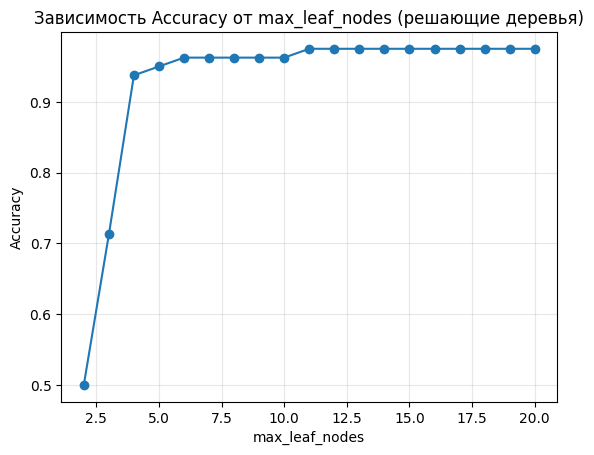 Зависимость Accuracy от max_leaf_nodes (решающие деревья)
Accuracy
0.9
0.8
0.7
0.6
0.5
2.5 5.0 7.5 10.0 12.5 15.0 17.5 20.0
max_leaf_nodes